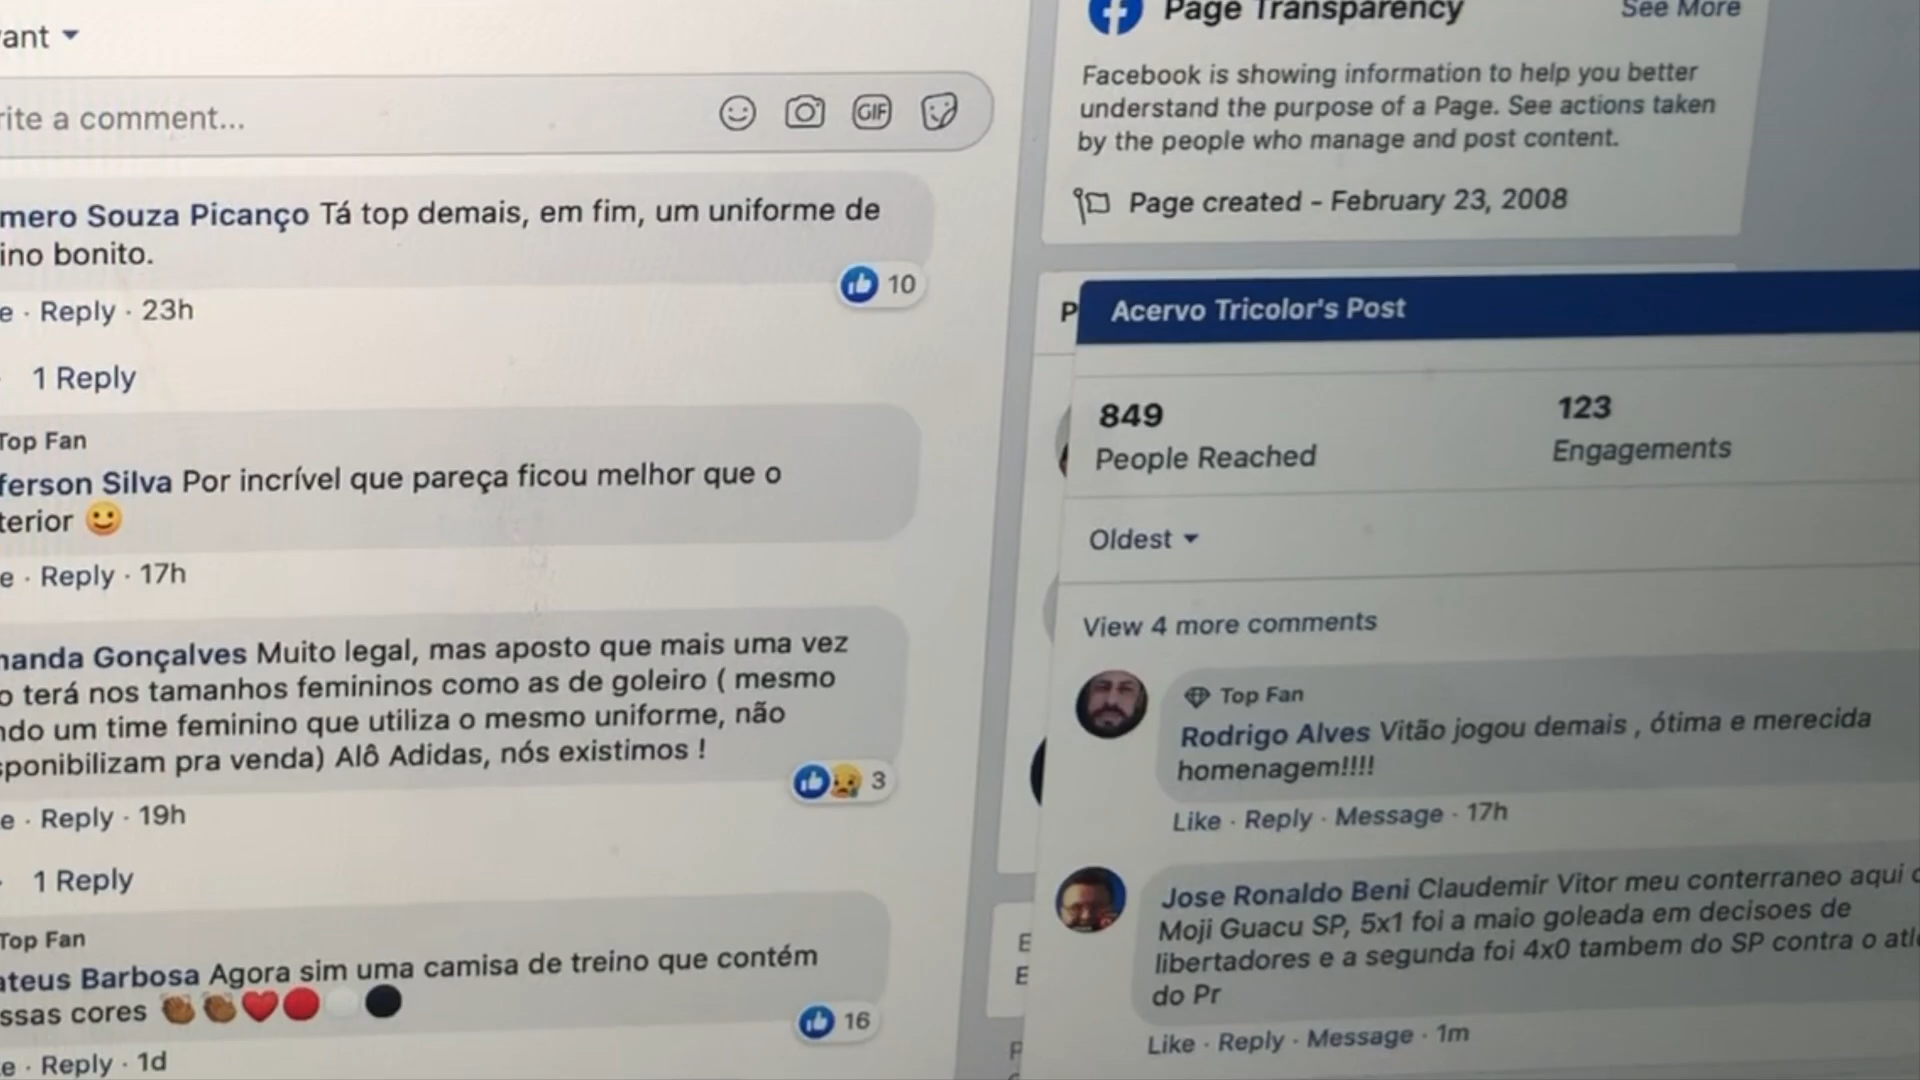 ant
rite a comment...
GIF
mero Souza Picanço Tá top demais, em fim, um uniforme de
ino bonito.
10
e · Reply · 23h
1 Reply
Top Fan
ferson Silva Por incrível que pareça ficou melhor que o
terior
e · Reply · 17h
nanda Gonçalves Muito legal, mas aposto que mais uma vez
o terá nos tamanhos femininos como as de goleiro ( mesmo
ndo um time feminino que utiliza o mesmo uniforme, não
sponibilizam pra venda) Alô Adidas, nós existimos !
3
e · Reply · 19h
1 Reply
Top Fan
ateus Barbosa Agora sim uma camisa de treino que contém
ssas cores
16
e · Reply · 1d
Page Transparency
See More
Facebook is showing information to help you better
understand the purpose of a Page. See actions taken
by the people who manage and post content.
Page created - February 23, 2008
P
Acervo Tricolor's Post
849
People Reached
123
Engagements
Oldest
View 4 more comments
Top Fan
Rodrigo Alves Vitão jogou demais , ótima e merecida
homenagem!!!!
Like · Reply · Message · 17h
Jose Ronaldo Beni Claudemir Vitor meu conterraneo aqui
Moji Guacu SP, 5x1 foi a maio goleada em decisoes de
libertadores e a segunda foi 4x0 tambem do SP contra o atl
do Pr
Like · Reply · Message · 1m
E
E
P